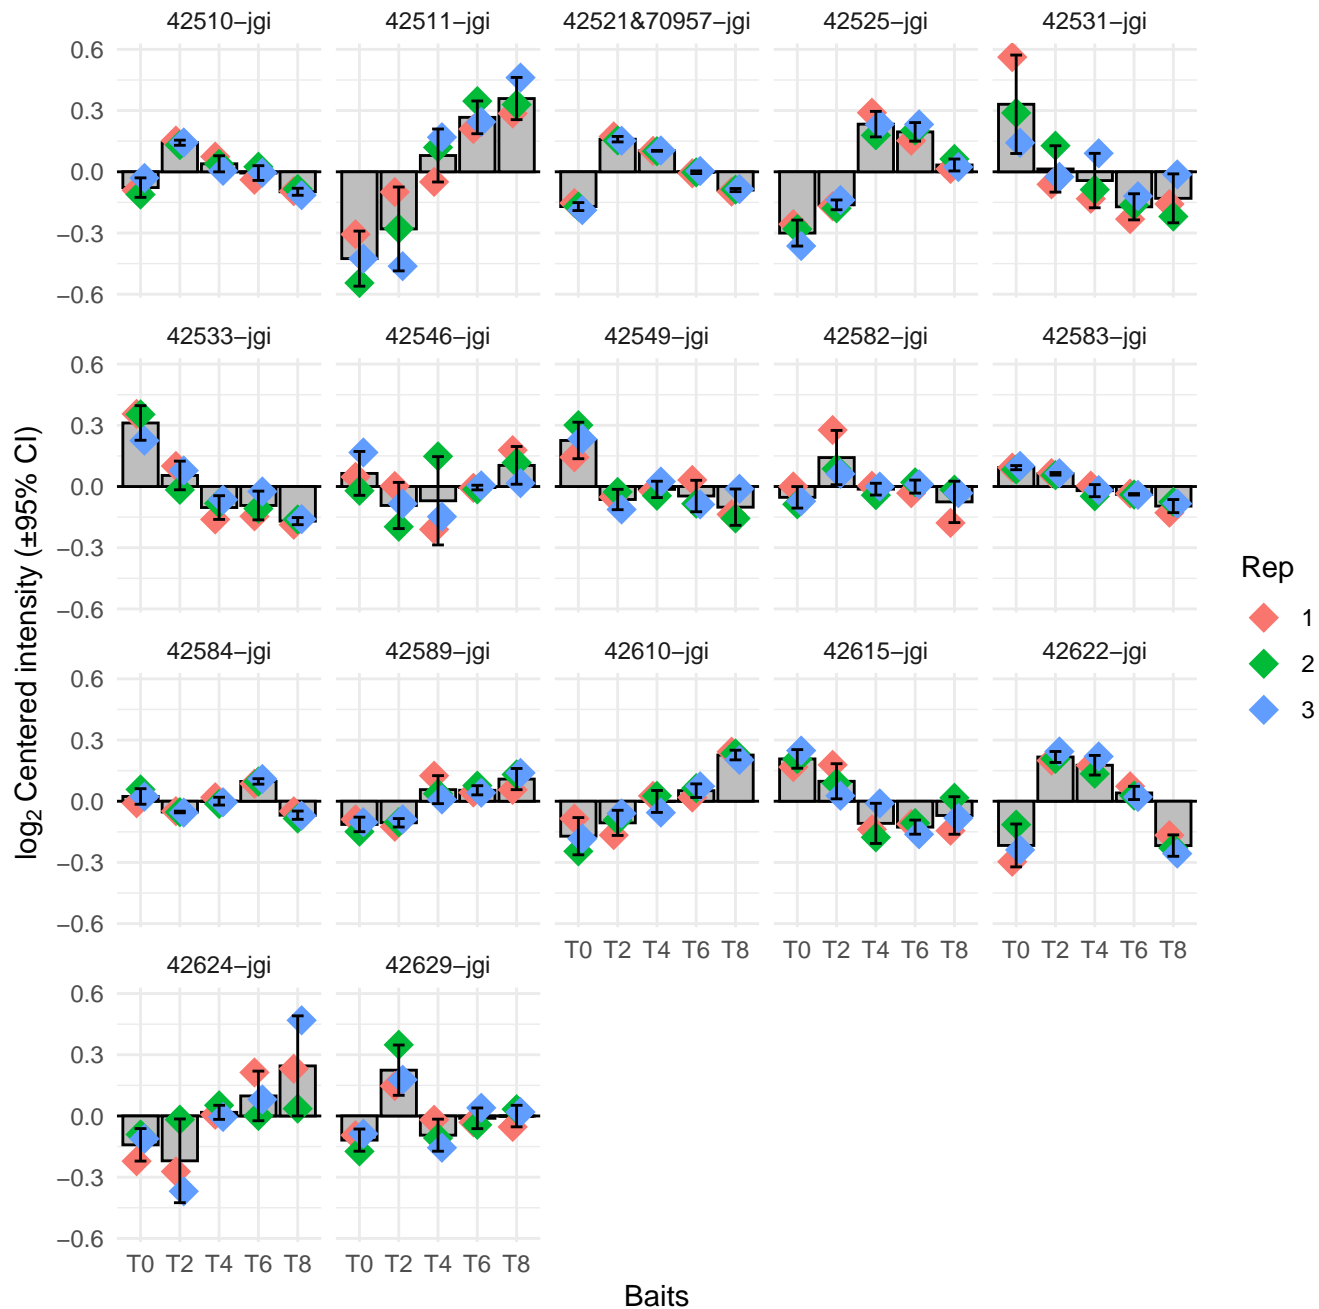 42510−jgi 42511−jgi 42521&70957−jgi 42525−jgi 42531−jgi
0.6
0.3
0.0
−0.3
−0.6
42533−jgi 42546−jgi 42549−jgi 42582−jgi 42583−jgi
0.6
0.3
0.0
−0.3
−0.6
42584−jgi 42589−jgi 42610−jgi 42615−jgi 42622−jgi
0.6
0.3
0.0
−0.3
−0.6
T0 T2 T4 T6 T8 T0 T2 T4 T6 T8 T0 T2 T4 T6 T8
42624−jgi 42629−jgi
0.6
0.3
0.0
−0.3
−0.6
T0 T2 T4 T6 T8 T0 T2 T4 T6 T8
Baits
log2 Centered intensity (±95% CI)
Rep
1
2
3